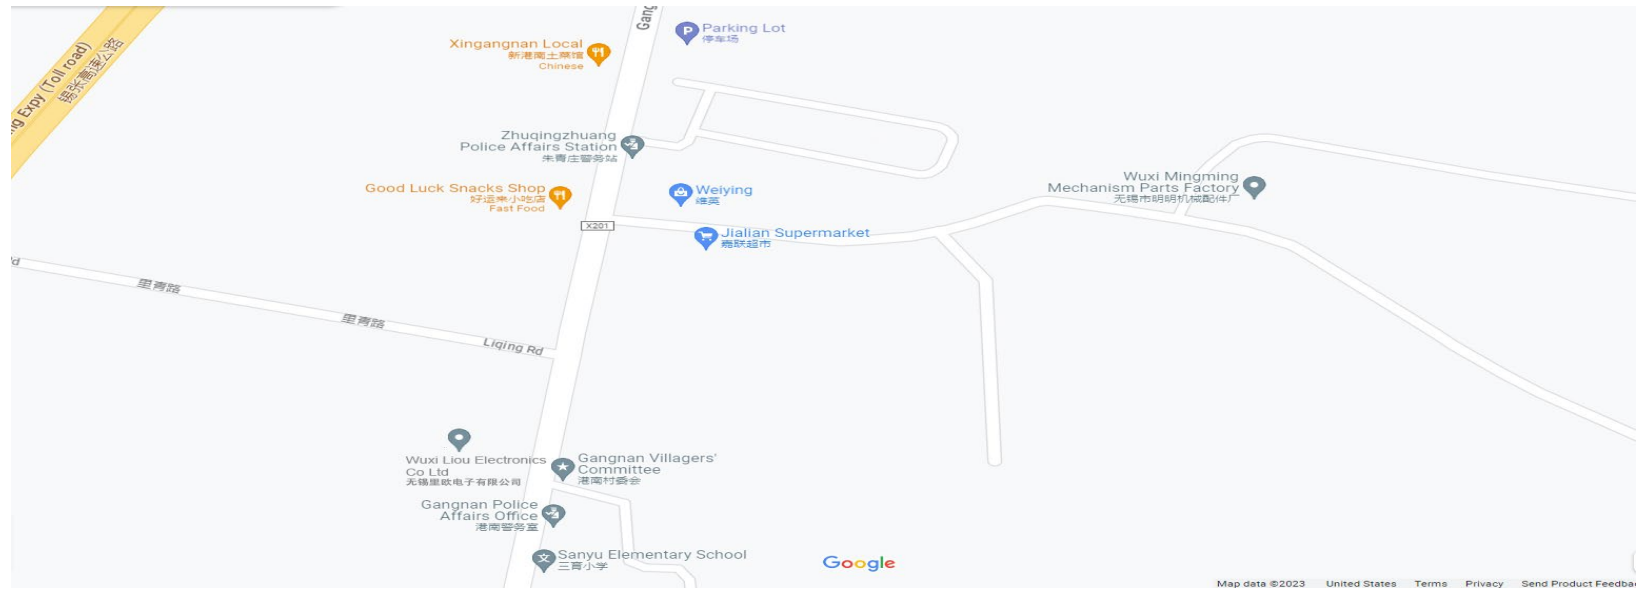 Gang
Parking Lot
停车场
Xingangnan Local
新港南土菜馆
Chinese
ng Expy (Toll road)
锡张高速公路
Zhuqingzhuang
Police Affairs Station
朱青庄警务站
Wuxi Mingming
Mechanism Parts Factory
无锡市明明机械配件厂
Good Luck Snacks Shop
好运来小吃店
Fast Food
Weiying
维英
X201
Jialian Supermarket
嘉联超市
d
里青路
里青路
Liqing Rd
Wuxi Liou Electronics
Co Ltd
无锡里欧电子有限公司
Gangnan Villagers'
Committee
港南村委会
Gangnan Police
Affairs Office
港南警务室
Sanyu Elementary School
三育小学
Google
Map data ©2023 United States Terms Privacy Send Product Feedba